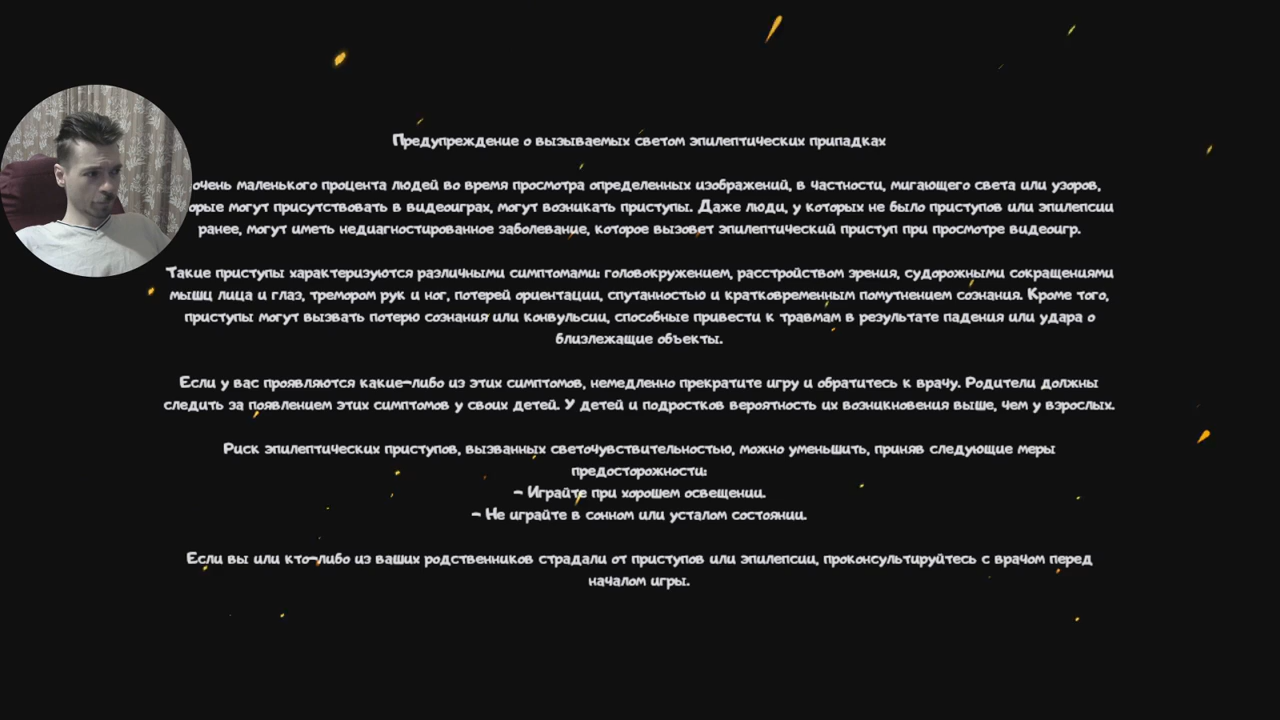 Предупреждение о вызываемых светом эпилептических припадках
очень маленького процента людей во время просмотра определенных изображений, в частности, мигающего света или узоров,
могут присутствовать в видеоиграх, могут возникать приступы. Даже люди, у которых не было приступов или эпилепсии
ранее, могут иметь недиагностированное заболевание, которое вызовет эпилептический приступ при просмотре видеоигр.
Такие приступы характеризуются различными симптомами: головокружением, расстройством зрения, судорожными сокращениями
мышц лица и глаз, тремором рук и ног, потерей ориентации, спутанностью и кратковременным помутнением сознания. Кроме того,
приступы могут вызвать потерю сознания или конвульсии, способные привести к травмам в результате падения или удара о
близлежащие объекты.
Если у вас проявляются какие-либо из этих симптомов, немедленно прекратите игру и обратитесь к врачу. Родители должны
следить за появлением этих симптомов у своих детей. У детей и подростков вероятность их возникновения выше, чем у взрослых.
Риск эпилептических приступов, вызванных светочувствительностью, можно уменьшить, приняв следующие меры
предосторожности:
- Играйте при хорошем освещении.
- Не играйте в сонном или усталом состоянии.
Если вы или кто-либо из ваших родственников страдали от приступов или эпилепсии, проконсультируйтесь с врачом перед
началом игры.